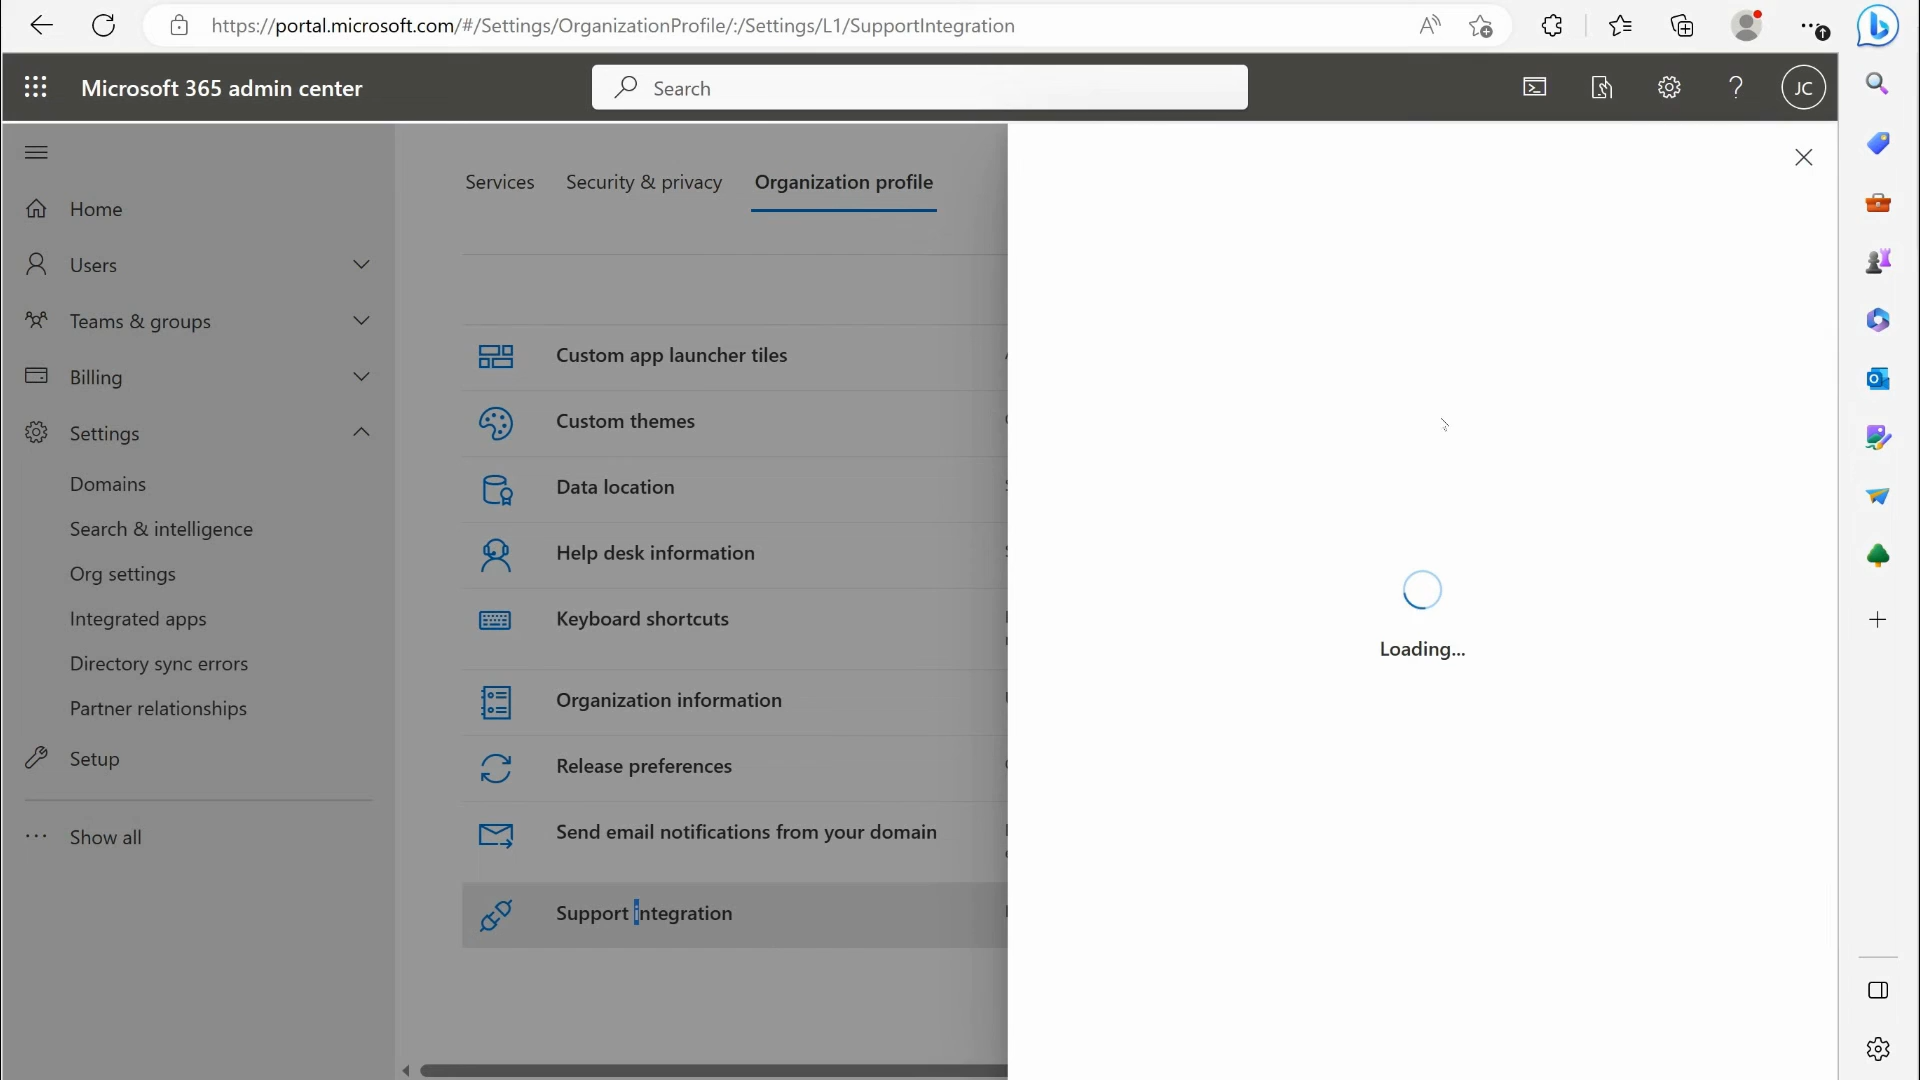 https://portal.microsoft.com/#/Settings/OrganizationProfile/:/Settings/L1/SupportIntegration
Microsoft 365 admin center
Search
JC
Home
Users
Teams & groups
Billing
Settings
Domains
Search & intelligence
Org settings
Integrated apps
Directory sync errors
Partner relationships
Setup
Show all
Services
Security & privacy
Organization profile
Custom app launcher tiles
Custom themes
Data location
Help desk information
Keyboard shortcuts
Organization information
Release preferences
Send email notifications from your domain
Support integration
Loading...